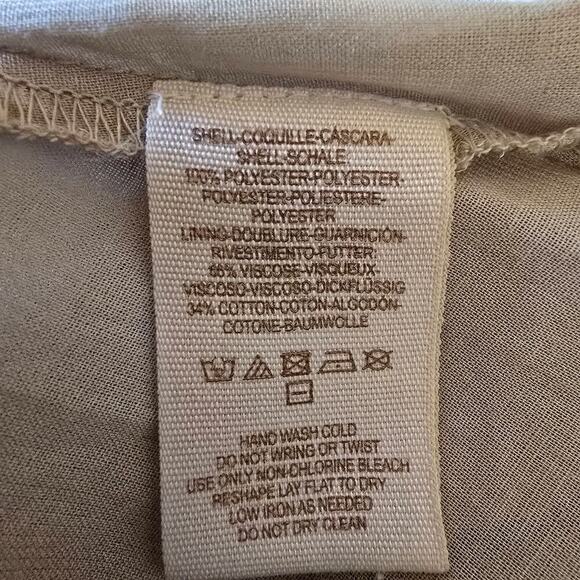 SHELL-COQUILLE-CÁSCARA-
SHELL-SCHALE
100% POLYESTER-POLYESTER-
POLYESTER-POLIESTERE-
POLYESTER
LINING-DOUBLURE-GUARNICIÓN-
RIVESTIMENTO-FUTTER:
66% VISCOSE-VISQUEUX-
VISCOSO-VISCOSO-DICKFLÜSSIG
34% COTTON-COTON-ALGODÓN-
COTONE-BAUMWOLLE
HAND WASH COLD
DO NOT WRING OR TWIST
USE ONLY NON-CHLORINE BLEACH
RESHAPE LAY FLAT TO DRY
LOW IRON AS NEEDED
DO NOT DRY CLEAN